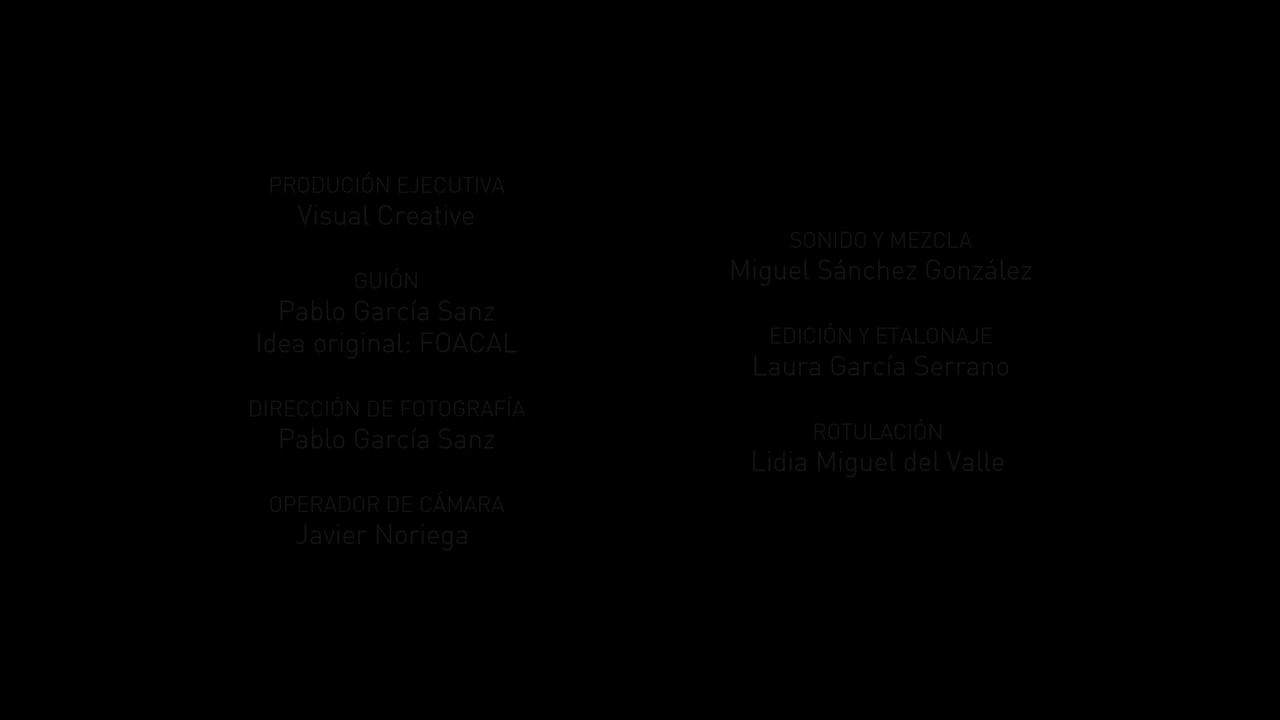 PRODUCIÓN EJECUTIVA
Visual Creative
GUIÓN
Pablo García Sanz
Idea original: FOACAL
DIRECCIÓN DE FOTOGRAFÍA
Pablo García Sanz
OPERADOR DE CÁMARA
Javier Noriega
SONIDO Y MEZCLA
Miguel Sánchez González
EDICIÓN Y ETALONAJE
Laura García Serrano
ROTULACIÓN
Lidia Miguel del Valle